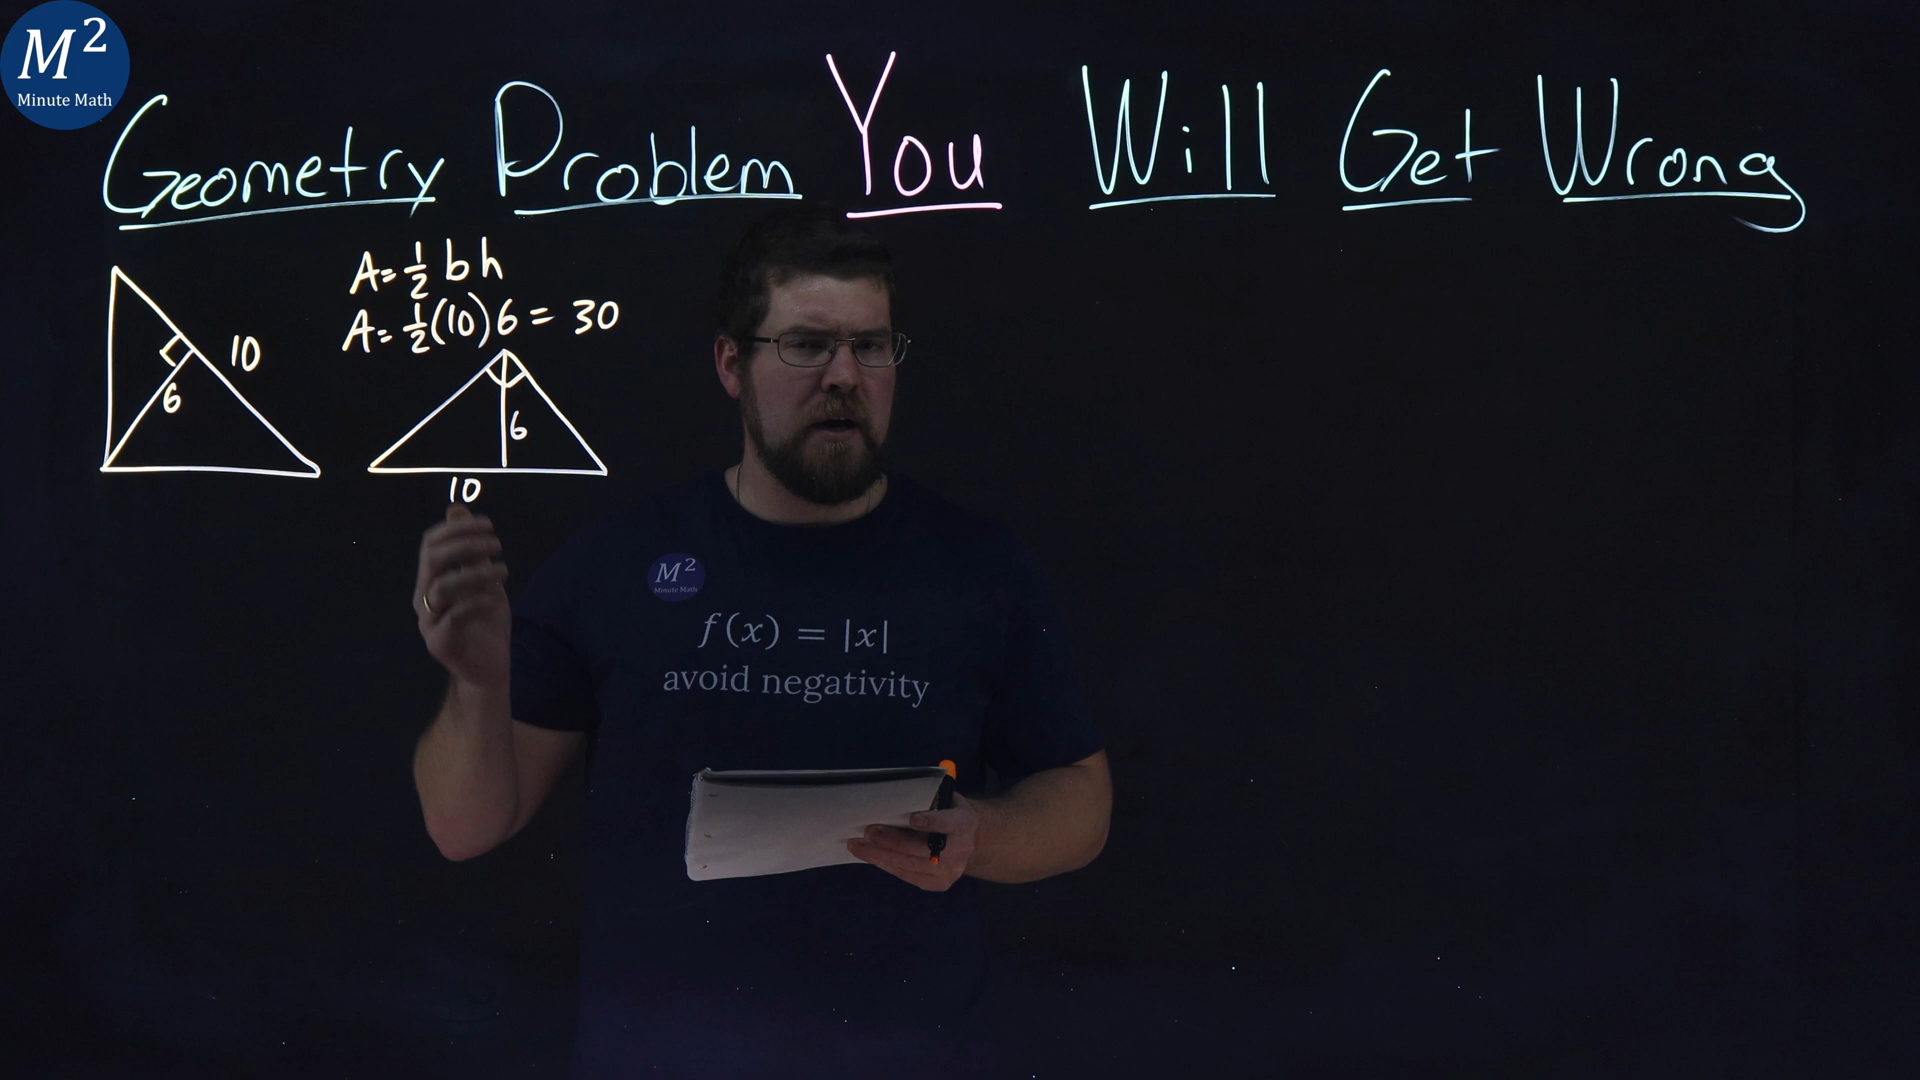 M²
Minute Math
Geometry Problem You Will Get Wrong
A=½bh
A=½(10)6=30
10
6
6
10
M²
Minute Math
f(x) = |x|
avoid negativity